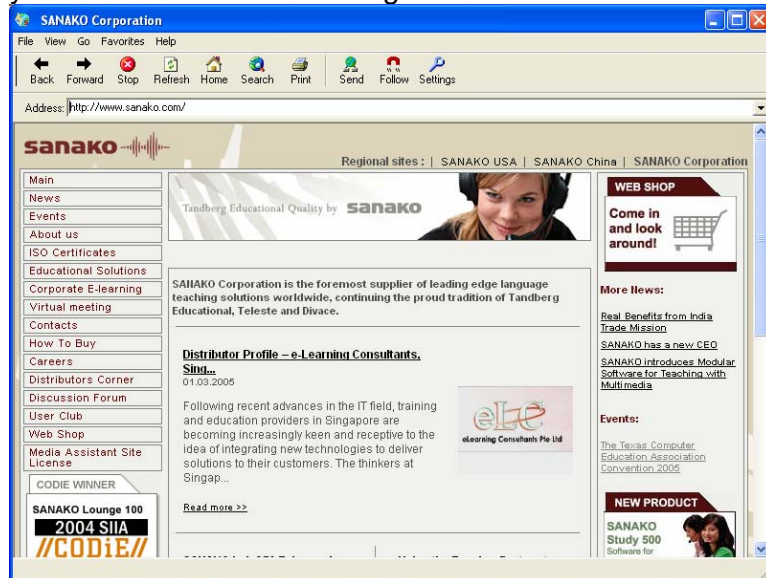 SANAKO Corporation
File View Go Favorites Help
Back Forward Stop Refresh Home Search Print Send Follow Settings
Address: http://www.sanako.com/
sanako
Regional sites : | SANAKO USA | SANAKO China | SANAKO Corporation
Main
News
Events
About us
ISO Certificates
Educational Solutions
Corporate E-learning
Virtual meeting
Contacts
How To Buy
Careers
Distributors Corner
Discussion Forum
User Club
Web Shop
Media Assistant Site
License
CODIE WINNER
SANAKO Lounge 100
2004 SIIA
//CODiE//
Tandberg Educational Quality by sanako
SANAKO Corporation is the foremost supplier of leading edge language
teaching solutions worldwide, continuing the proud tradition of Tandberg
Educational, Teleste and Divace.
Distributor Profile – e-Learning Consultants,
Sing...
01.03.2005
Following recent advances in the IT field, training
and education providers in Singapore are
becoming increasingly keen and receptive to the
idea of integrating new technologies to deliver
solutions to their customers. The thinkers at
Singap...
eLC
eLearning Consultants Pte Ltd
Read more >>
WEB SHOP
Come in
and look
around!
More News:
Real Benefits from India
Trade Mission
SANAKO has a new CEO
SANAKO introduces Modular
Software for Teaching with
Multimedia
Events:
The Texas Computer
Education Association
Convention 2005
NEW PRODUCT
SANAKO
Study 500
Software for